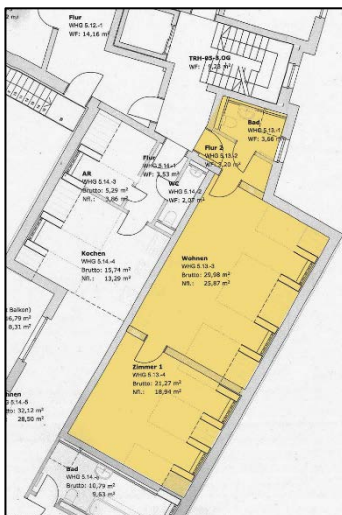 Flur
WHG 5.12.-1
WF: 14,16 m²
TRH-B5-3.OG
WF: 7,23 m²
Bad
WHG 5.13.-1
WF: 3,66 m²
Flur 2
WHG 5.13.-2
WF: 3,20 m²
Flur
WHG 5.14.-1
WF: 3,53 m²
AR
WHG 5.14.-3
Brutto: 5,29 m²
Nfl.: 3,66 m²
WC
WHG 5.14.-2
WF: 2,07 m²
Kochen
WHG 5.14.-4
Brutto: 15,74 m²
Nfl.: 13,29 m²
Wohnen
WHG 5.13.-3
Brutto: 29,98 m²
Nfl.: 25,87 m²
Balkon)
16,79 m²
6,31 m²
Zimmer 1
WHG 5.13.-4
Brutto: 21,27 m²
Nfl.: 18,94 m²
hnen
WHG 5.14.-5
tto: 32,12 m²
28,50 m²
Bad
WHG 5.14.-6
Brutto: 10,79 m²
9,63 m²